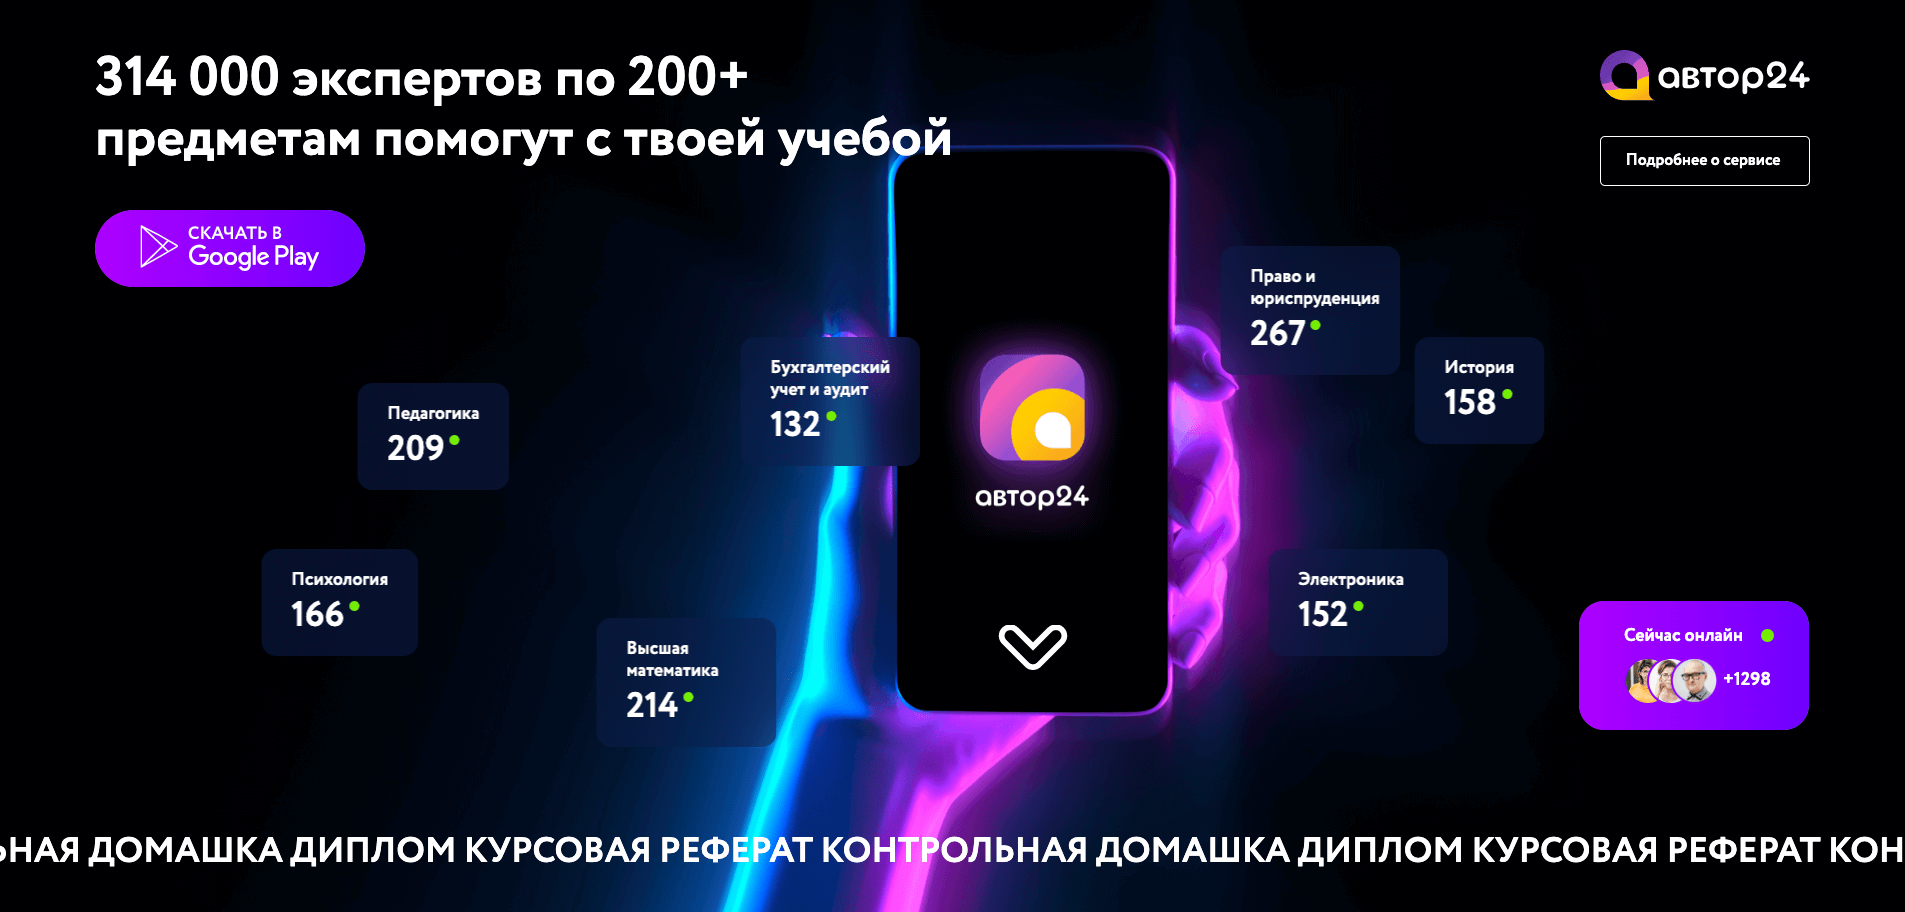 314 000 экспертов по 200+
предметам помогут с твоей учебой
автор24
Подробнее о сервисе
СКАЧАТЬ В
Google Play
Право и
юриспруденция
267
Бухгалтерский
учет и аудит
132
История
158
Педагогика
209
автор24
Психология
166
Электроника
152
Высшая
математика
214
Сейчас онлайн
+1298
ЬНАЯ ДОМАШКА ДИПЛОМ КУРСОВАЯ РЕФЕРАТ КОНТРОЛЬНАЯ ДОМАШКА ДИПЛОМ КУРСОВАЯ РЕФЕРАТ КОН